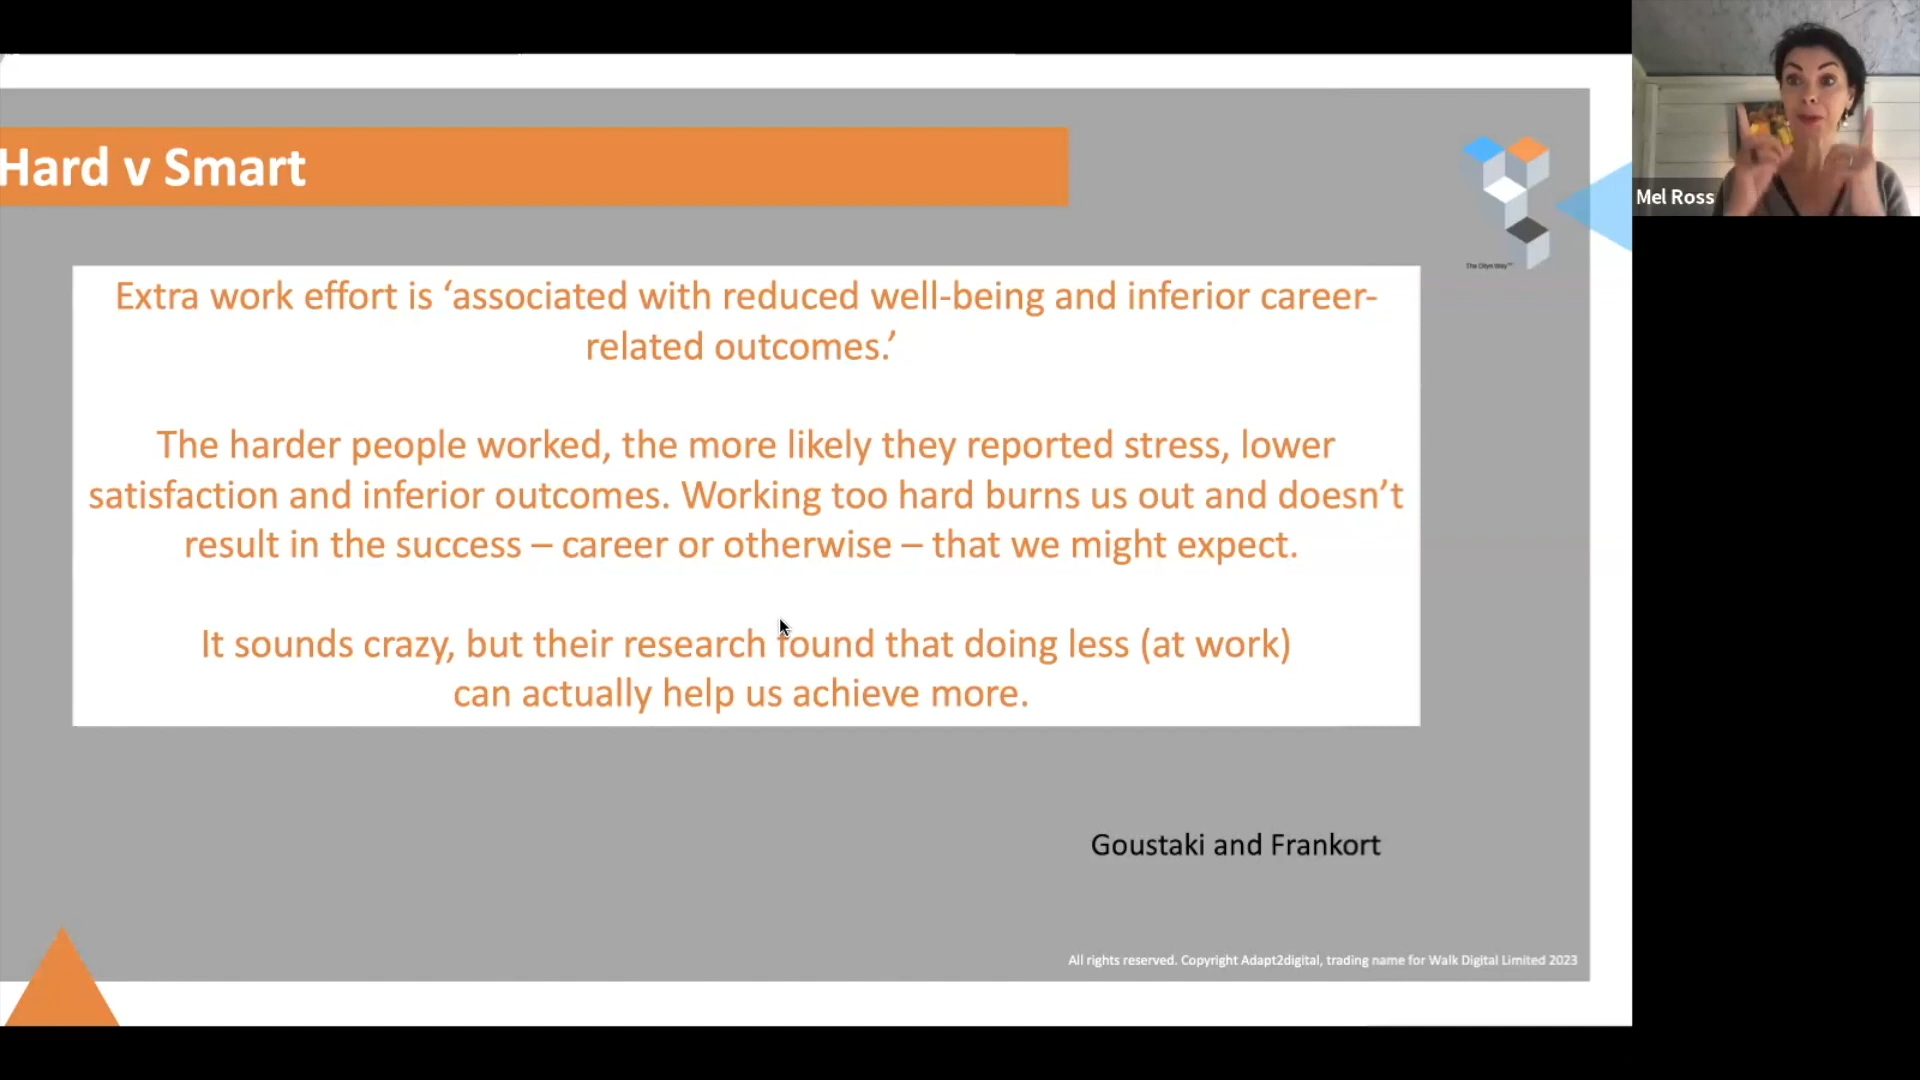 Hard v Smart
Mel Ross
Extra work effort is ‘associated with reduced well-being and inferior career-
related outcomes.’
The harder people worked, the more likely they reported stress, lower
satisfaction and inferior outcomes. Working too hard burns us out and doesn’t
result in the success – career or otherwise – that we might expect.
It sounds crazy, but their research found that doing less (at work)
can actually help us achieve more.
Goustaki and Frankort
All rights reserved. Copyright Adapt2digital, trading name for Walk Digital Limited 2023